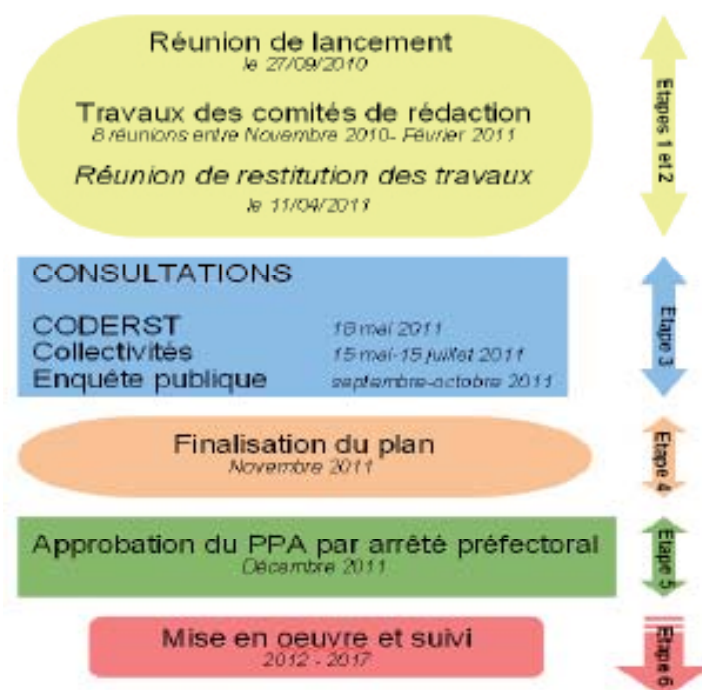 Réunion de lancement
le 27/09/2010
Travaux des comités de rédaction
8 réunions entre Novembre 2010- Février 2011
Réunion de restitution des travaux
le 11/04/2011
Etapes 1 et 2
CONSULTATIONS
CODERST 18 mai 2011
Collectivités 15 mai-15 juillet 2011
Enquête publique septembre-octobre 2011
Etape 3
Finalisation du plan
Novembre 2011
Etape 4
Approbation du PPA par arrêté préfectoral
Décembre 2011
Etape 5
Mise en oeuvre et suivi
2012 - 2017
Etape 6